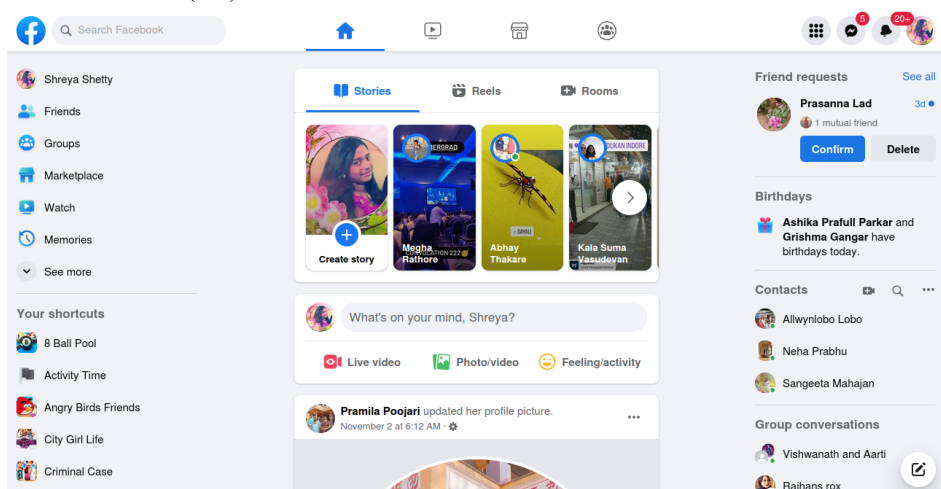 Search Facebook
5
20+
Shreya Shetty
Friends
Groups
Marketplace
Watch
Memories
See more
Your shortcuts
8 Ball Pool
Activity Time
Angry Birds Friends
City Girl Life
Criminal Case
Stories
Reels
Rooms
Create story
Megha
Rathore
Abhay
Thakare
DUKAN INDORE
Kala Suma
Vasudevan
What's on your mind, Shreya?
Live video
Photo/video
Feeling/activity
Pramila Poojari updated her profile picture.
November 2 at 6:12 AM ·
Friend requests
See all
Prasanna Lad
3d
1 mutual friend
Confirm
Delete
Birthdays
Ashika Prafull Parkar and
Grishma Gangar have
birthdays today.
Contacts
Allwynlobo Lobo
Neha Prabhu
Sangeeta Mahajan
Group conversations
Vishwanath and Aarti
Raihans rox